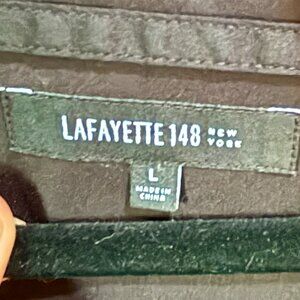 LAFAYETTE 148 NEW YORK
L
MADE IN
CHINA